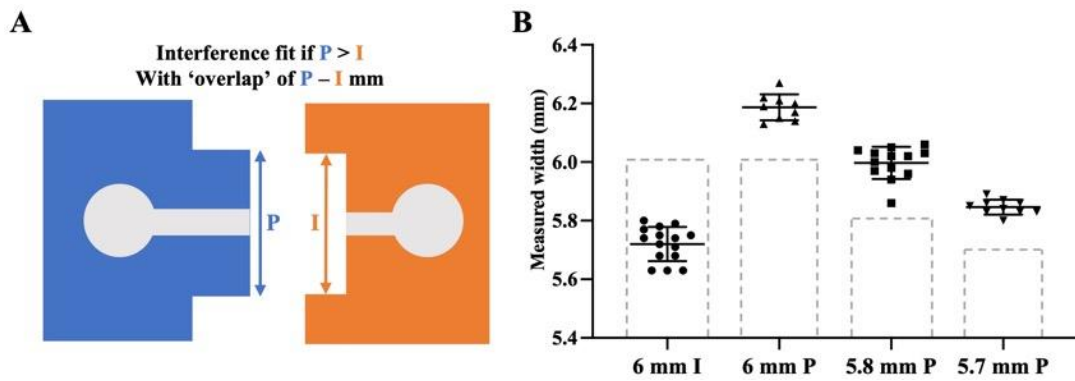 A
Interference fit if P > I
With ‘overlap’ of P – I mm
P
I
B
Measured width (mm)
6.4
6.2
6.0
5.8
5.6
5.4
6 mm I
6 mm P
5.8 mm P
5.7 mm P